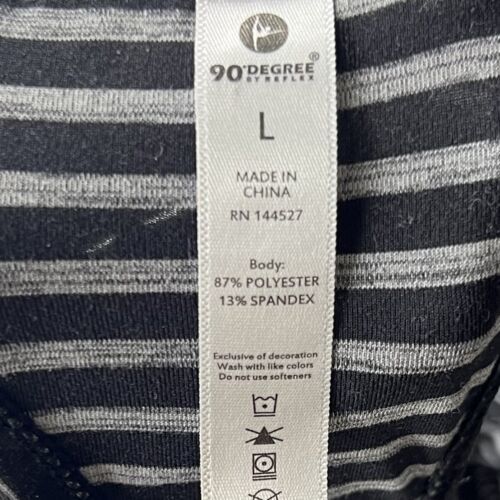 90°DEGREE®
BY REFLEX
L
MADE IN
CHINA
RN 144527
Body:
87% POLYESTER
13% SPANDEX
Exclusive of decoration
Wash with like colors
Do not use softeners